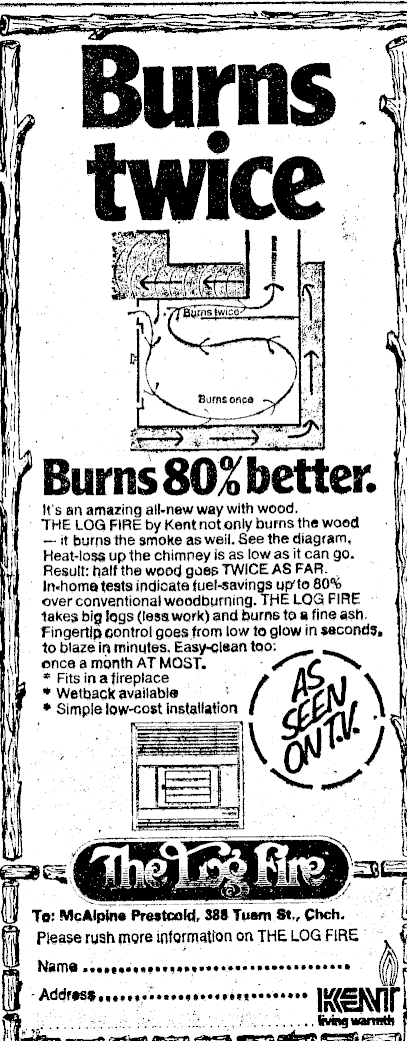 Burns
twice
Burns twice
Burns once
Burns 80% better.
It's an amazing all-new way with wood.
THE LOG FIRE by Kent not only burns the wood
— it burns the smoke as well. See the diagram.
Heat-loss up the chimney is as low as it can go.
Result: half the wood goes TWICE AS FAR.
In-home tests indicate fuel-savings up to 80%
over conventional woodburning. THE LOG FIRE
takes big logs (less work) and burns to a fine ash.
Fingertip control goes from low to glow in seconds,
to blaze in minutes. Easy-clean too:
once a month AT MOST.
* Fits in a fireplace
* Wetback available
* Simple low-cost installation
AS
SEEN
ON T.V.
The Log Fire
To: McAlpine Prestcold, 388 Tuam St., Chch.
Please rush more information on THE LOG FIRE
Name
Address
KENT
living warmth